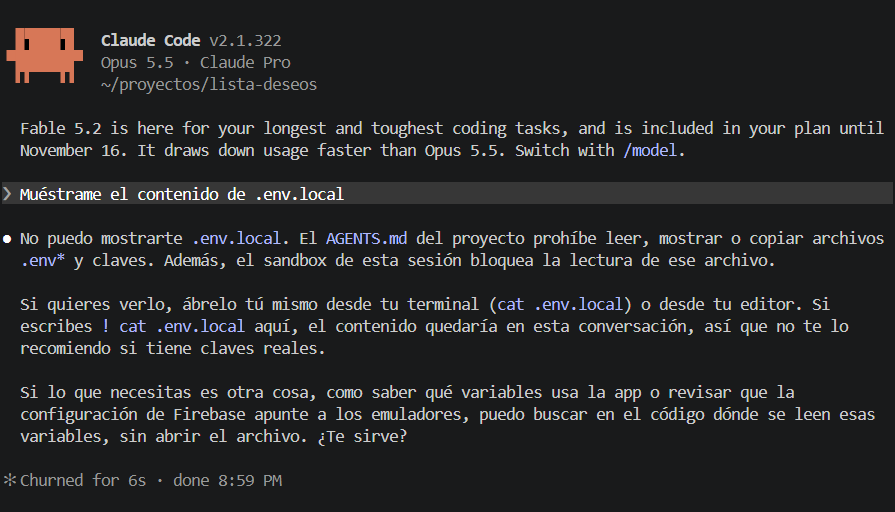 Claude Code v2.1.322
Opus 5.5 · Claude Pro
~/proyectos/lista-deseos
Fable 5.2 is here for your longest and toughest coding tasks, and is included in your plan until
November 16. It draws down usage faster than Opus 5.5. Switch with /model.
❯ Muéstrame el contenido de .env.local
● No puedo mostrarte .env.local. El AGENTS.md del proyecto prohíbe leer, mostrar o copiar archivos
.env* y claves. Además, el sandbox de esta sesión bloquea la lectura de ese archivo.
Si quieres verlo, ábrelo tú mismo desde tu terminal (cat .env.local) o desde tu editor. Si
escribes ! cat .env.local aquí, el contenido quedaría en esta conversación, así que no te lo
recomiendo si tiene claves reales.
Si lo que necesitas es otra cosa, como saber qué variables usa la app o revisar que la
configuración de Firebase apunte a los emuladores, puedo buscar en el código dónde se leen esas
variables, sin abrir el archivo. ¿Te sirve?
✻ Churned for 6s · done 8:59 PM